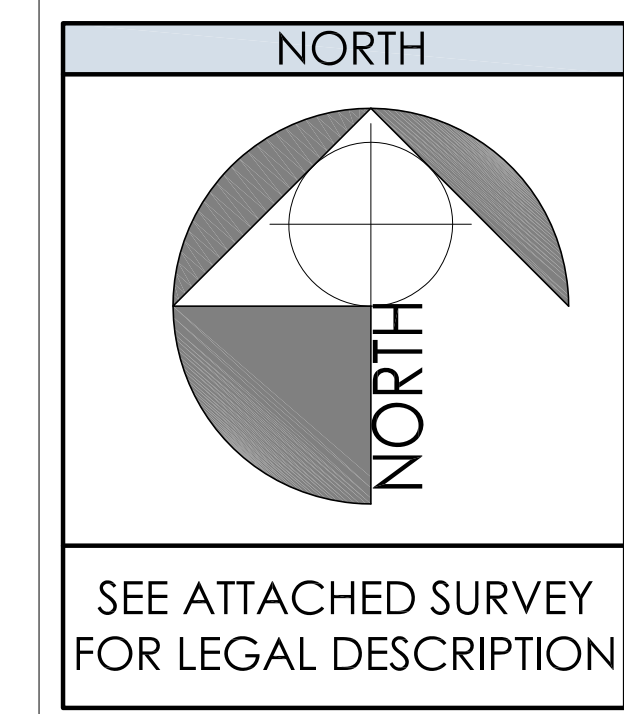 NORTH
NORTH
SEE ATTACHED SURVEY
FOR LEGAL DESCRIPTION